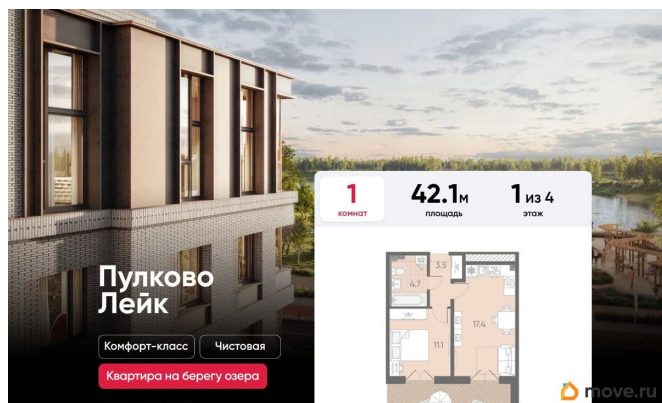 1
комнат
42.1м
площадь
1 из 4
этаж
Пулково
Лейк
Комфорт-класс
Чистовая
Квартира на берегу озера
3.5
4.7
17.4
11.1
move.ru